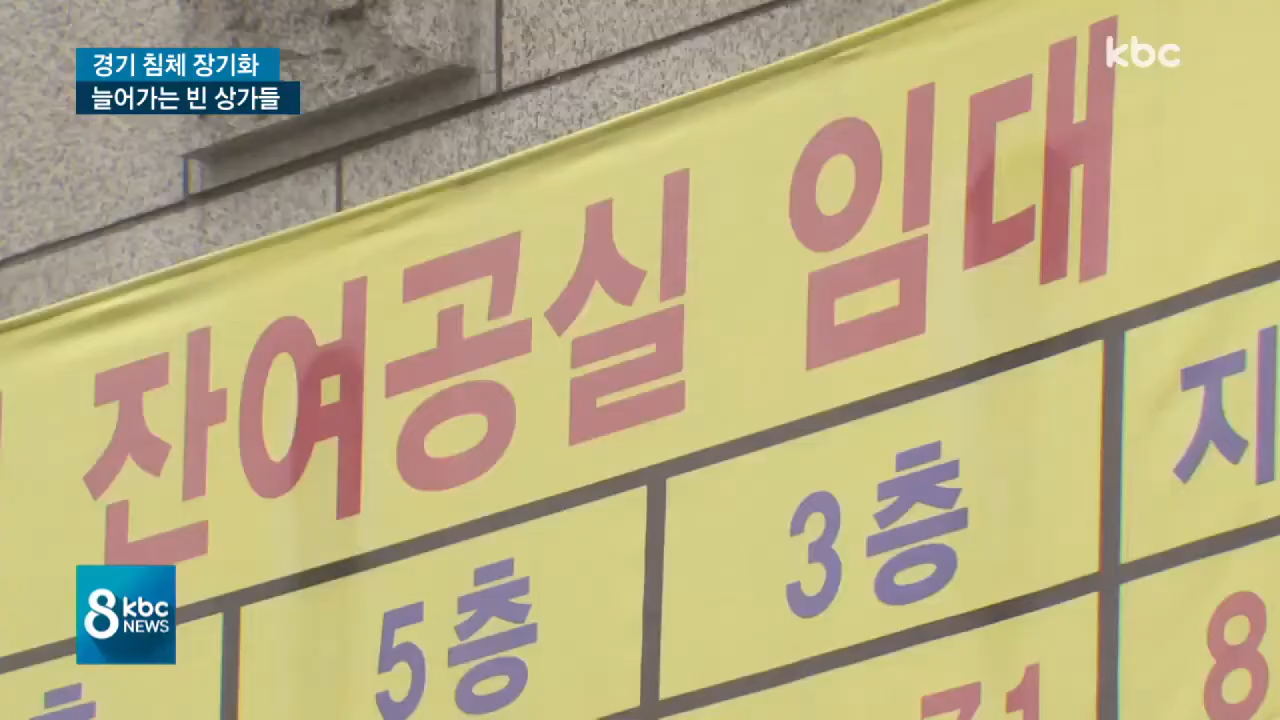 경기 침체 장기화
늘어가는 빈 상가들
kbc
잔여공실 임대
5층
3층
8 kbc
NEWS